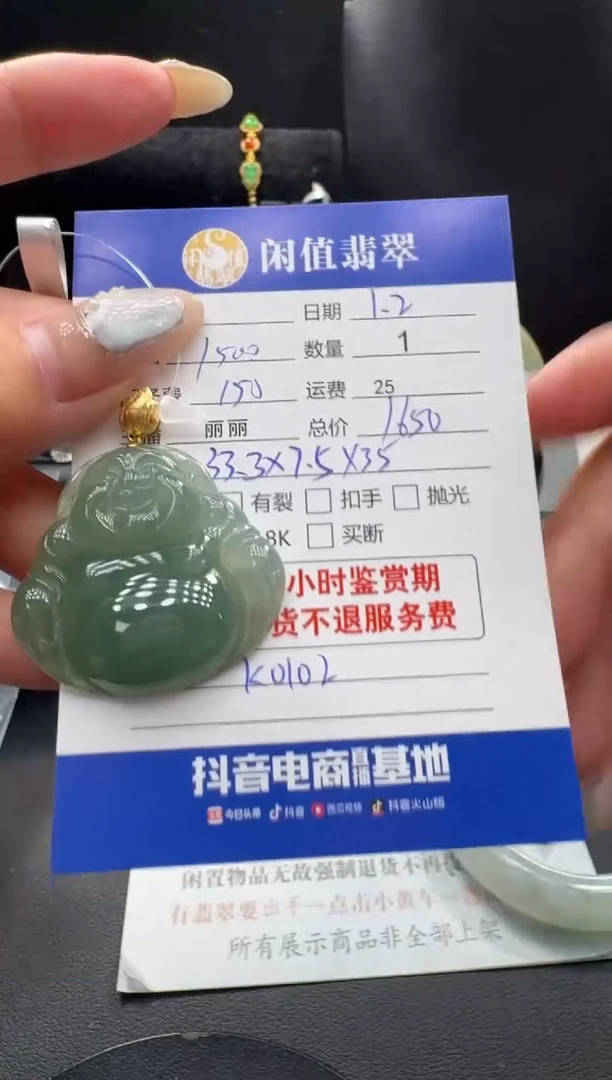 闲值翡翠
日期 1.2
1500 数量 1
150 运费 25
丽丽 总价 1650
33.3X7.5X35
有裂 扣手 抛光
8K 买断
小时鉴赏期
货不退服务费
K0102
抖音电商直播基地
今日头条 抖音 西瓜视频 抖音火山版
闲置物品无故强制退货不再
有翡翠要出手一点击小黄车一
所有展示商品非全部上架